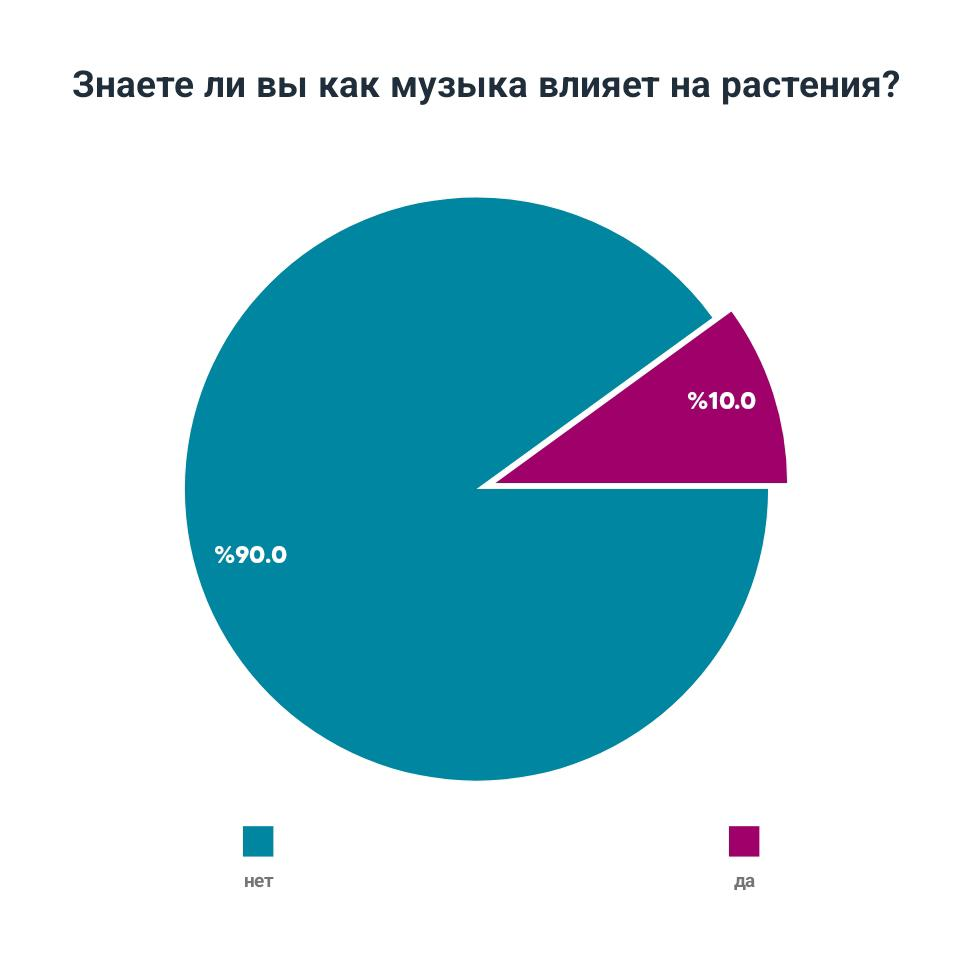 Знаете ли вы как музыка влияет на растения?
%10.0
%90.0
нет
да